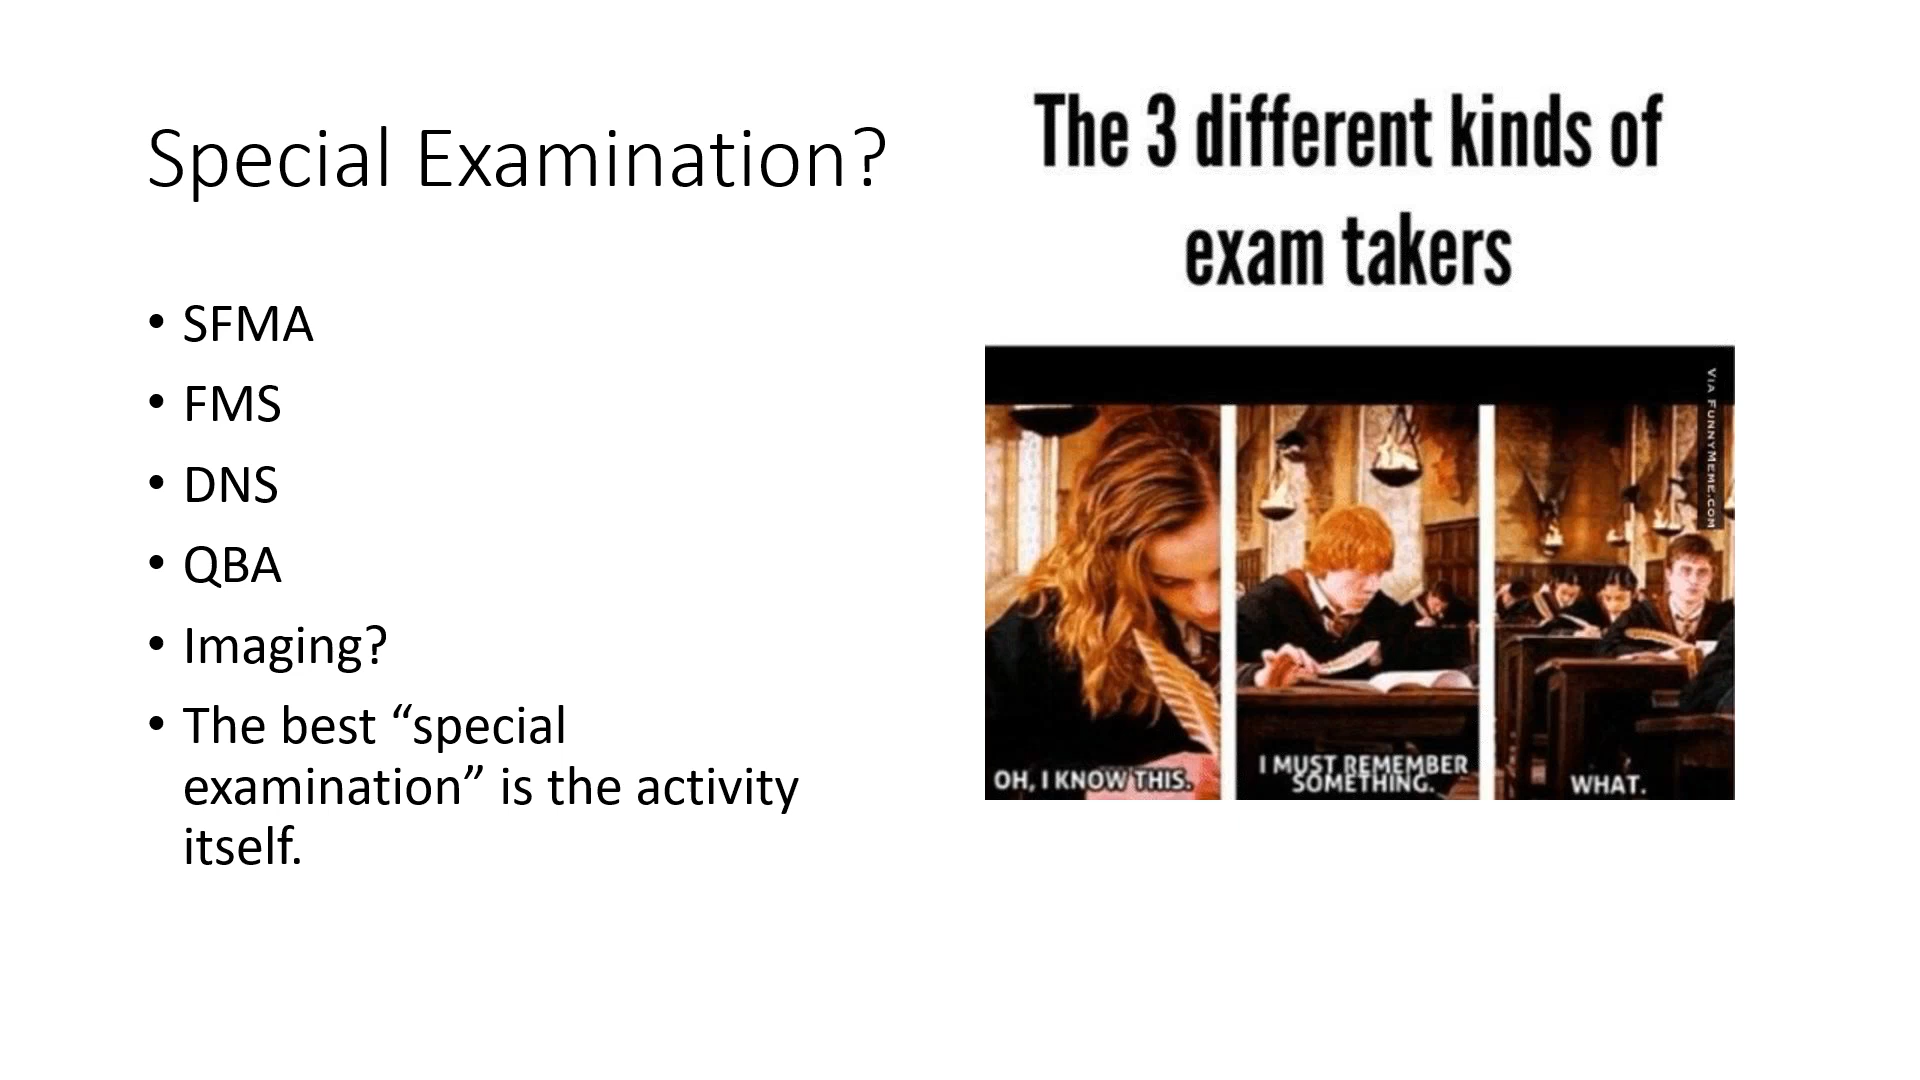 Special Examination?
• SFMA
• FMS
• DNS
• QBA
• Imaging?
• The best “special
examination” is the activity
itself.
The 3 different kinds of
exam takers
VIA FUNNYMEME.COM
OH, I KNOW THIS.
I MUST REMEMBER
SOMETHING.
WHAT.